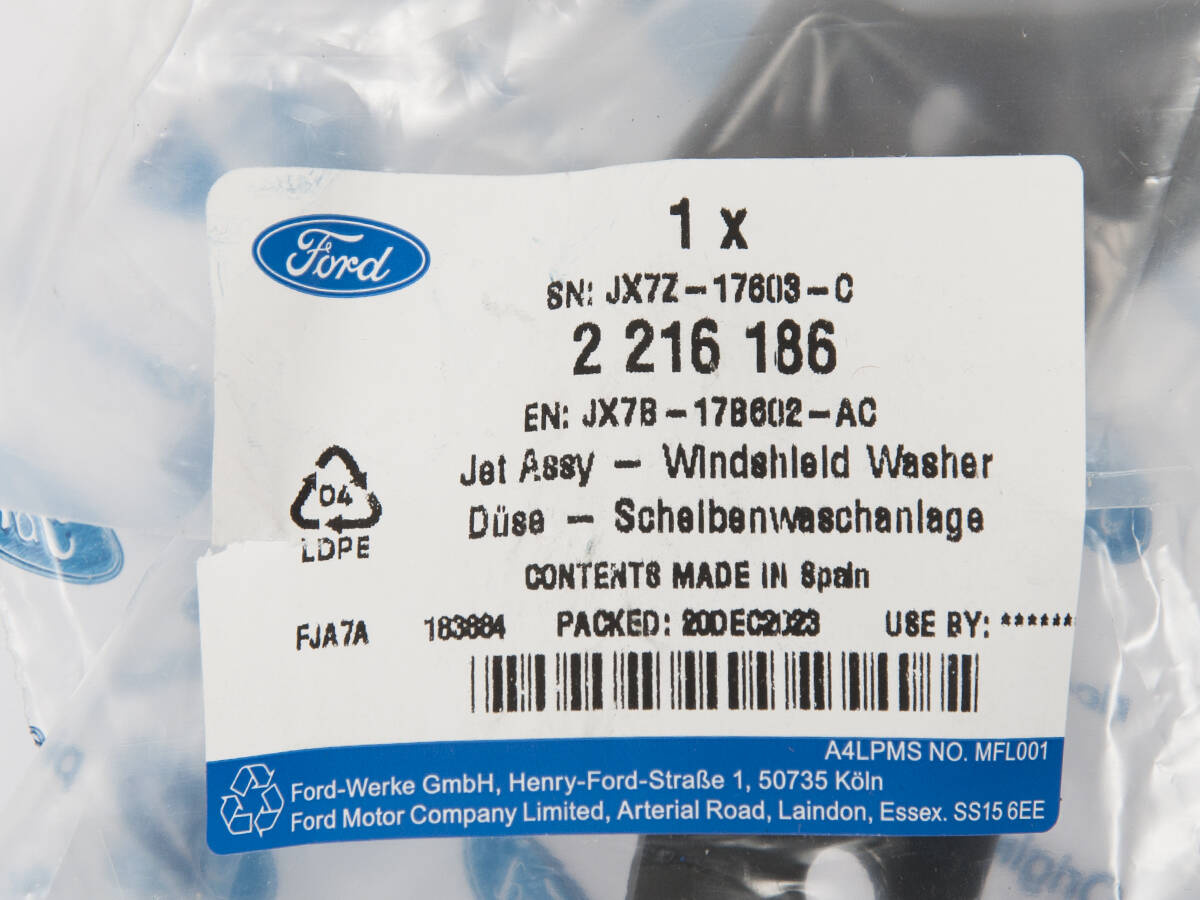 Ford
1 x
SN: JX7Z-17603-C
2 216 186
EN: JX7B-17B602-AC
Jet Assy - Windshield Washer
Düse - Scheibenwaschanlage
04
LDPE
CONTENTS MADE IN Spain
FJA7A 183884 PACKED: 20DEC2023 USE BY: ******
A4LPMS NO. MFL001
Ford-Werke GmbH, Henry-Ford-Straße 1, 50735 Köln
Ford Motor Company Limited, Arterial Road, Laindon, Essex. SS15 6EE